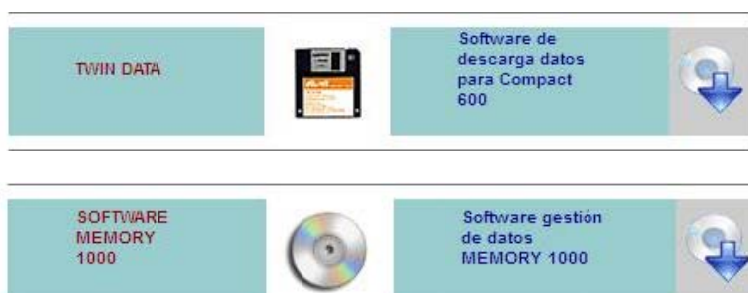 TWIN DATA
Software de
descarga datos
para Compact
600
SOFTWARE
MEMORY
1000
Software gestión
de datos
MEMORY 1000